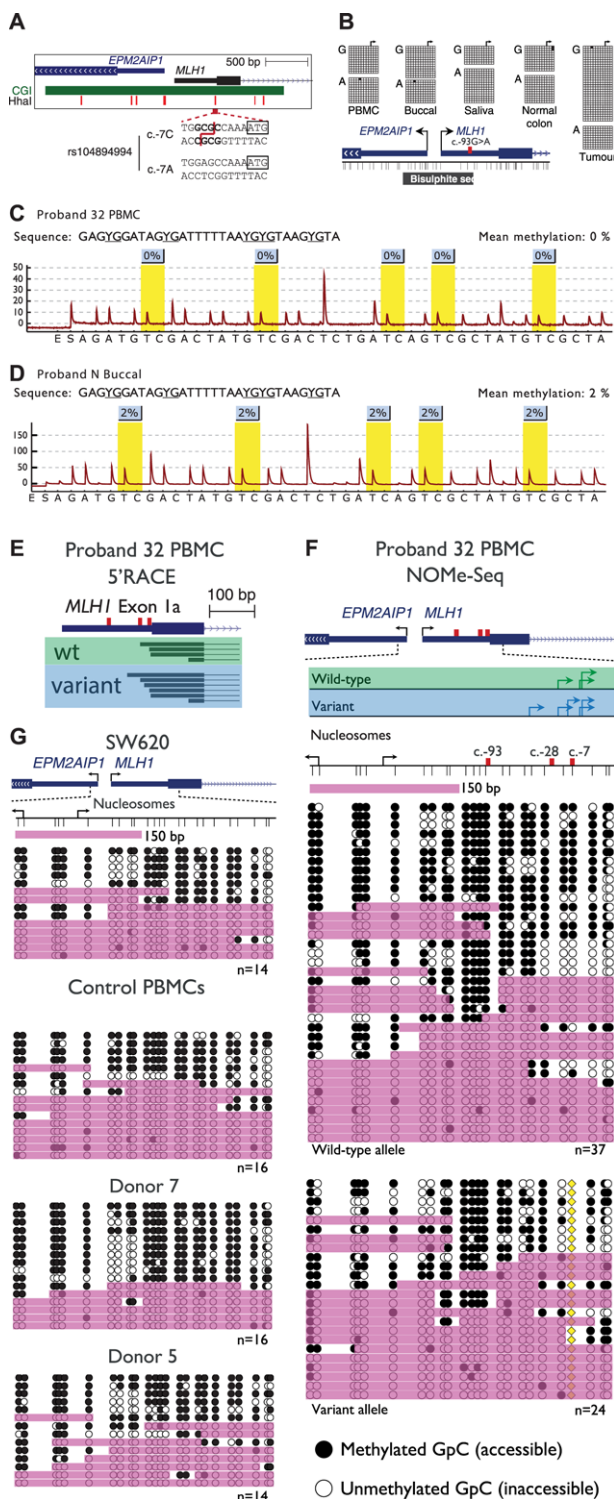 A
EPM2AIP1
500 bp
MLH1
CGI
HhaI
c.-7C
TGGCGCCAAAATG
ACCGCGGTTTTAC
rs104894994
c.-7A
TGGAGCCAAAATG
ACCTCGGTTTTAC
B
G
G
G
G
G
A
A
A
A
PBMC
Buccal
Saliva
Normal colon
A
Tumour
EPM2AIP1
MLH1
c.-93G>A
Bisulphite sec
C
Proband 32 PBMC
Sequence: GAGYGGATAGYGATTTTTAAYGYGTAAGYGTA
Mean methylation: 0 %
0%
0%
0%
0%
0%
50
40
30
20
10
0
E S A G A T G T C G A C T A T G T C G A C T C T G A T C A G T C G C T A T G T C G C T A
D
Proband N Buccal
Sequence: GAGYGGATAGYGATTTTTAAYGYGTAAGYGTA
Mean methylation: 2 %
2%
2%
2%
2%
2%
150
100
50
0
E S A G A T G T C G A C T A T G T C G A C T C T G A T C A G T C G C T A T G T C G C T A
E
Proband 32 PBMC
5'RACE
MLH1 Exon 1a
100 bp
wt
variant
F
Proband 32 PBMC
NOMe-Seq
EPM2AIP1
MLH1
Wild-type
Variant
Nucleosomes
c.-93
c.-28
c.-7
150 bp
Wild-type allele
n=37
Variant allele
n=24
Methylated GpC (accessible)
Unmethylated GpC (inaccessible)
G
SW620
EPM2AIP1
MLH1
Nucleosomes
150 bp
n=14
Control PBMCs
n=16
Donor 7
n=16
Donor 5
n=14